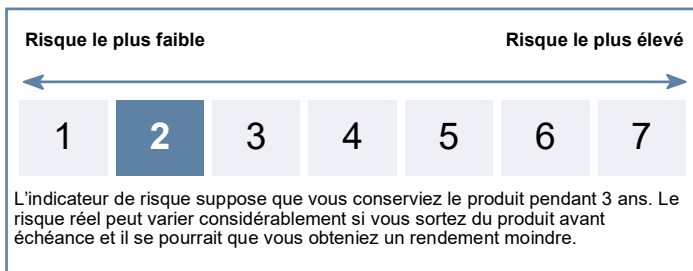 Risque le plus faible Risque le plus élevé
1 2 3 4 5 6 7
L'indicateur de risque suppose que vous conserviez le produit pendant 3 ans. Le
risque réel peut varier considérablement si vous sortez du produit avant
échéance et il se pourrait que vous obteniez un rendement moindre.